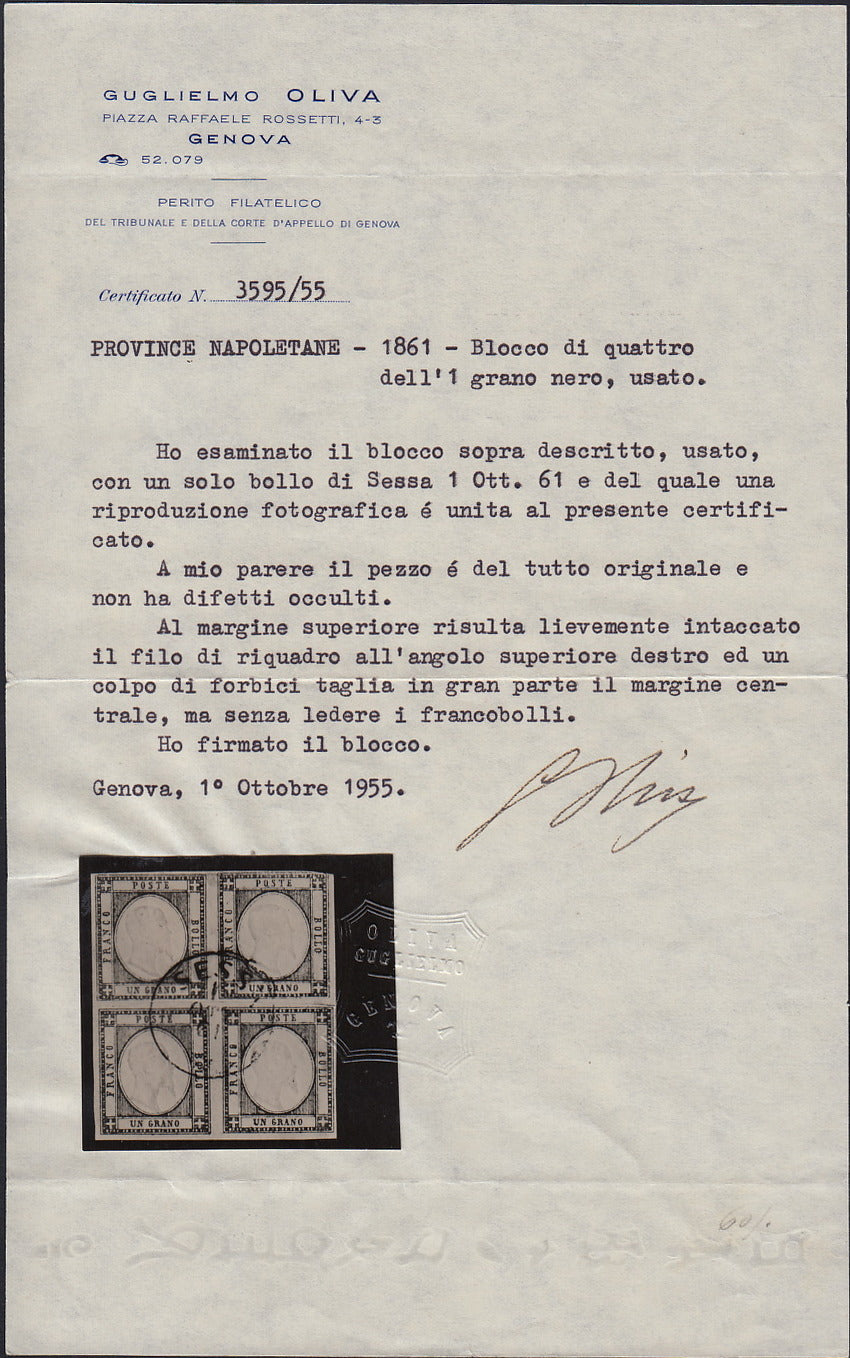 GUGLIELMO OLIVA
PIAZZA RAFFAELE ROSSETTI, 4-3
GENOVA
52.079
PERITO FILATELICO
DEL TRIBUNALE E DELLA CORTE D'APPELLO DI GENOVA
Certificato N. 3595/55
PROVINCE NAPOLETANE - 1861 - Blocco di quattro
dell'1 grano nero, usato.
Ho esaminato il blocco sopra descritto, usato,
con un solo bollo di Sessa 1 Ott. 61 e del quale una
riproduzione fotografica é unita al presente certifi-
cato.
A mio parere il pezzo é del tutto originale e
non ha difetti occulti.
Al margine superiore risulta lievemente intaccato
il filo di riquadro all'angolo superiore destro ed un
colpo di forbici taglia in gran parte il margine cen-
trale, ma senza ledere i francobolli.
Ho firmato il blocco.
Genova, 1° Ottobre 1955.
POSTE
FRANCO
BOLLO
UN GRANO
POSTE
FRANCO
BOLLO
UN GRANO
SESS
POSTE
FRANCO
BOLLO
UN GRANO
POSTE
FRANCO
BOLLO
UN GRANO
OLIVA
GUGLIELMO
GENOVA